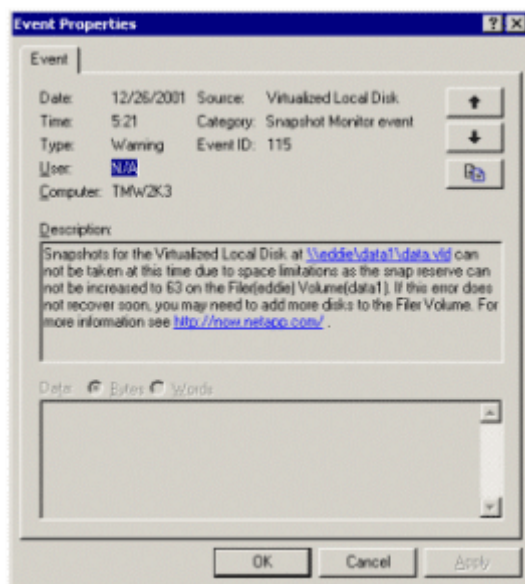 Event Properties
Event
Date: 12/26/2001 Source: Virtualized Local Disk
Time: 5:21 Category: Snapshot Monitor event
Type: Warning Event ID: 115
User: N/A
Computer: TMW2K3
Description:
Snapshots for the Virtualized Local Disk at \\eddie\data1\data.vld can
not be taken at this time due to space limitations as the snap reserve can
not be increased to 63 on the Filer(eddie) Volume(data1). If this error does
not recover soon, you may need to add more disks to the Filer Volume. For
more information see http://now.netapp.com/ .
Data: Bytes Words
OK Cancel Apply